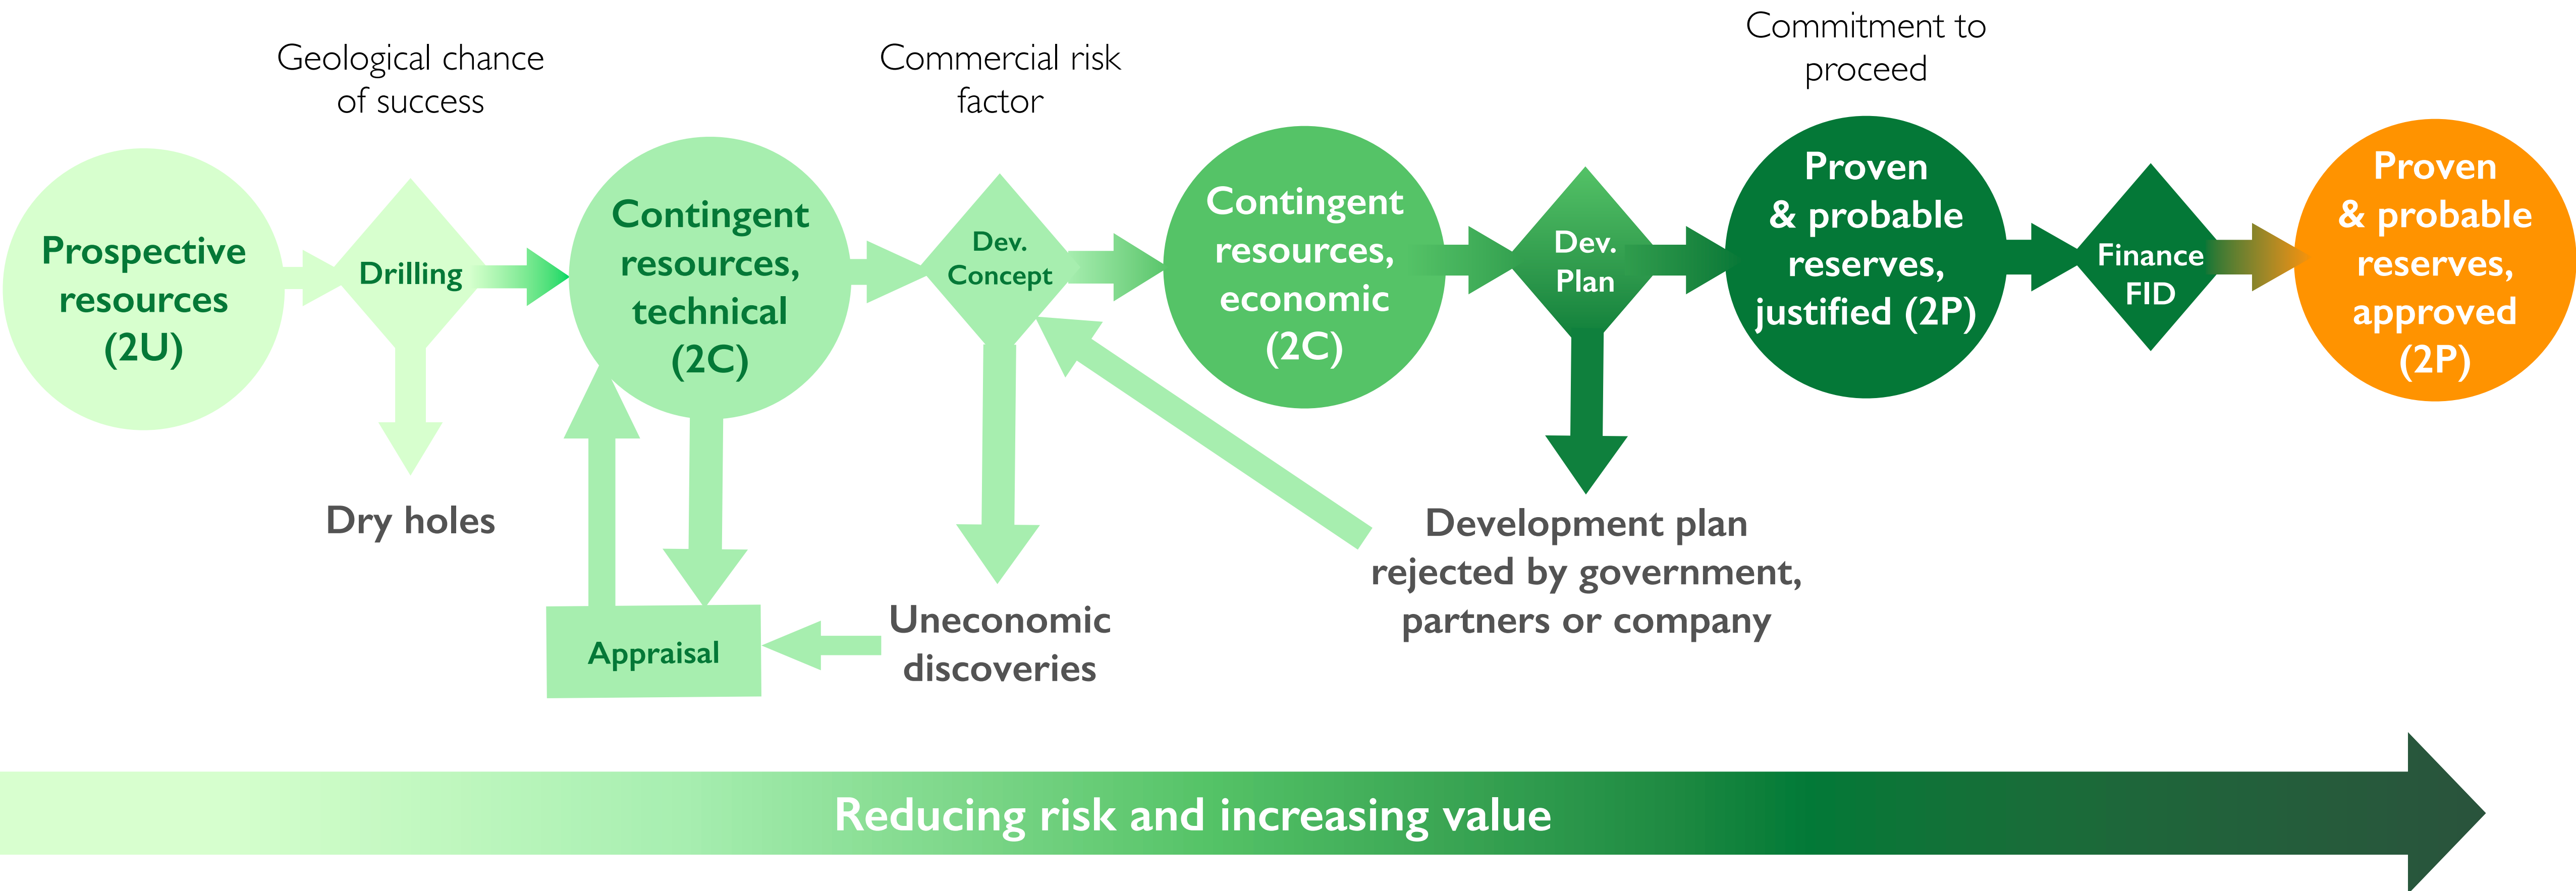 Geological chance
of success
Commercial risk
factor
Commitment to
proceed
Prospective
resources
(2U)
Drilling
Contingent
resources,
technical
(2C)
Dev.
Concept
Contingent
resources,
economic
(2C)
Dev.
Plan
Proven
& probable
reserves,
justified (2P)
Finance
FID
Proven
& probable
reserves,
approved
(2P)
Dry holes
Appraisal
Uneconomic
discoveries
Development plan
rejected by government,
partners or company
Reducing risk and increasing value